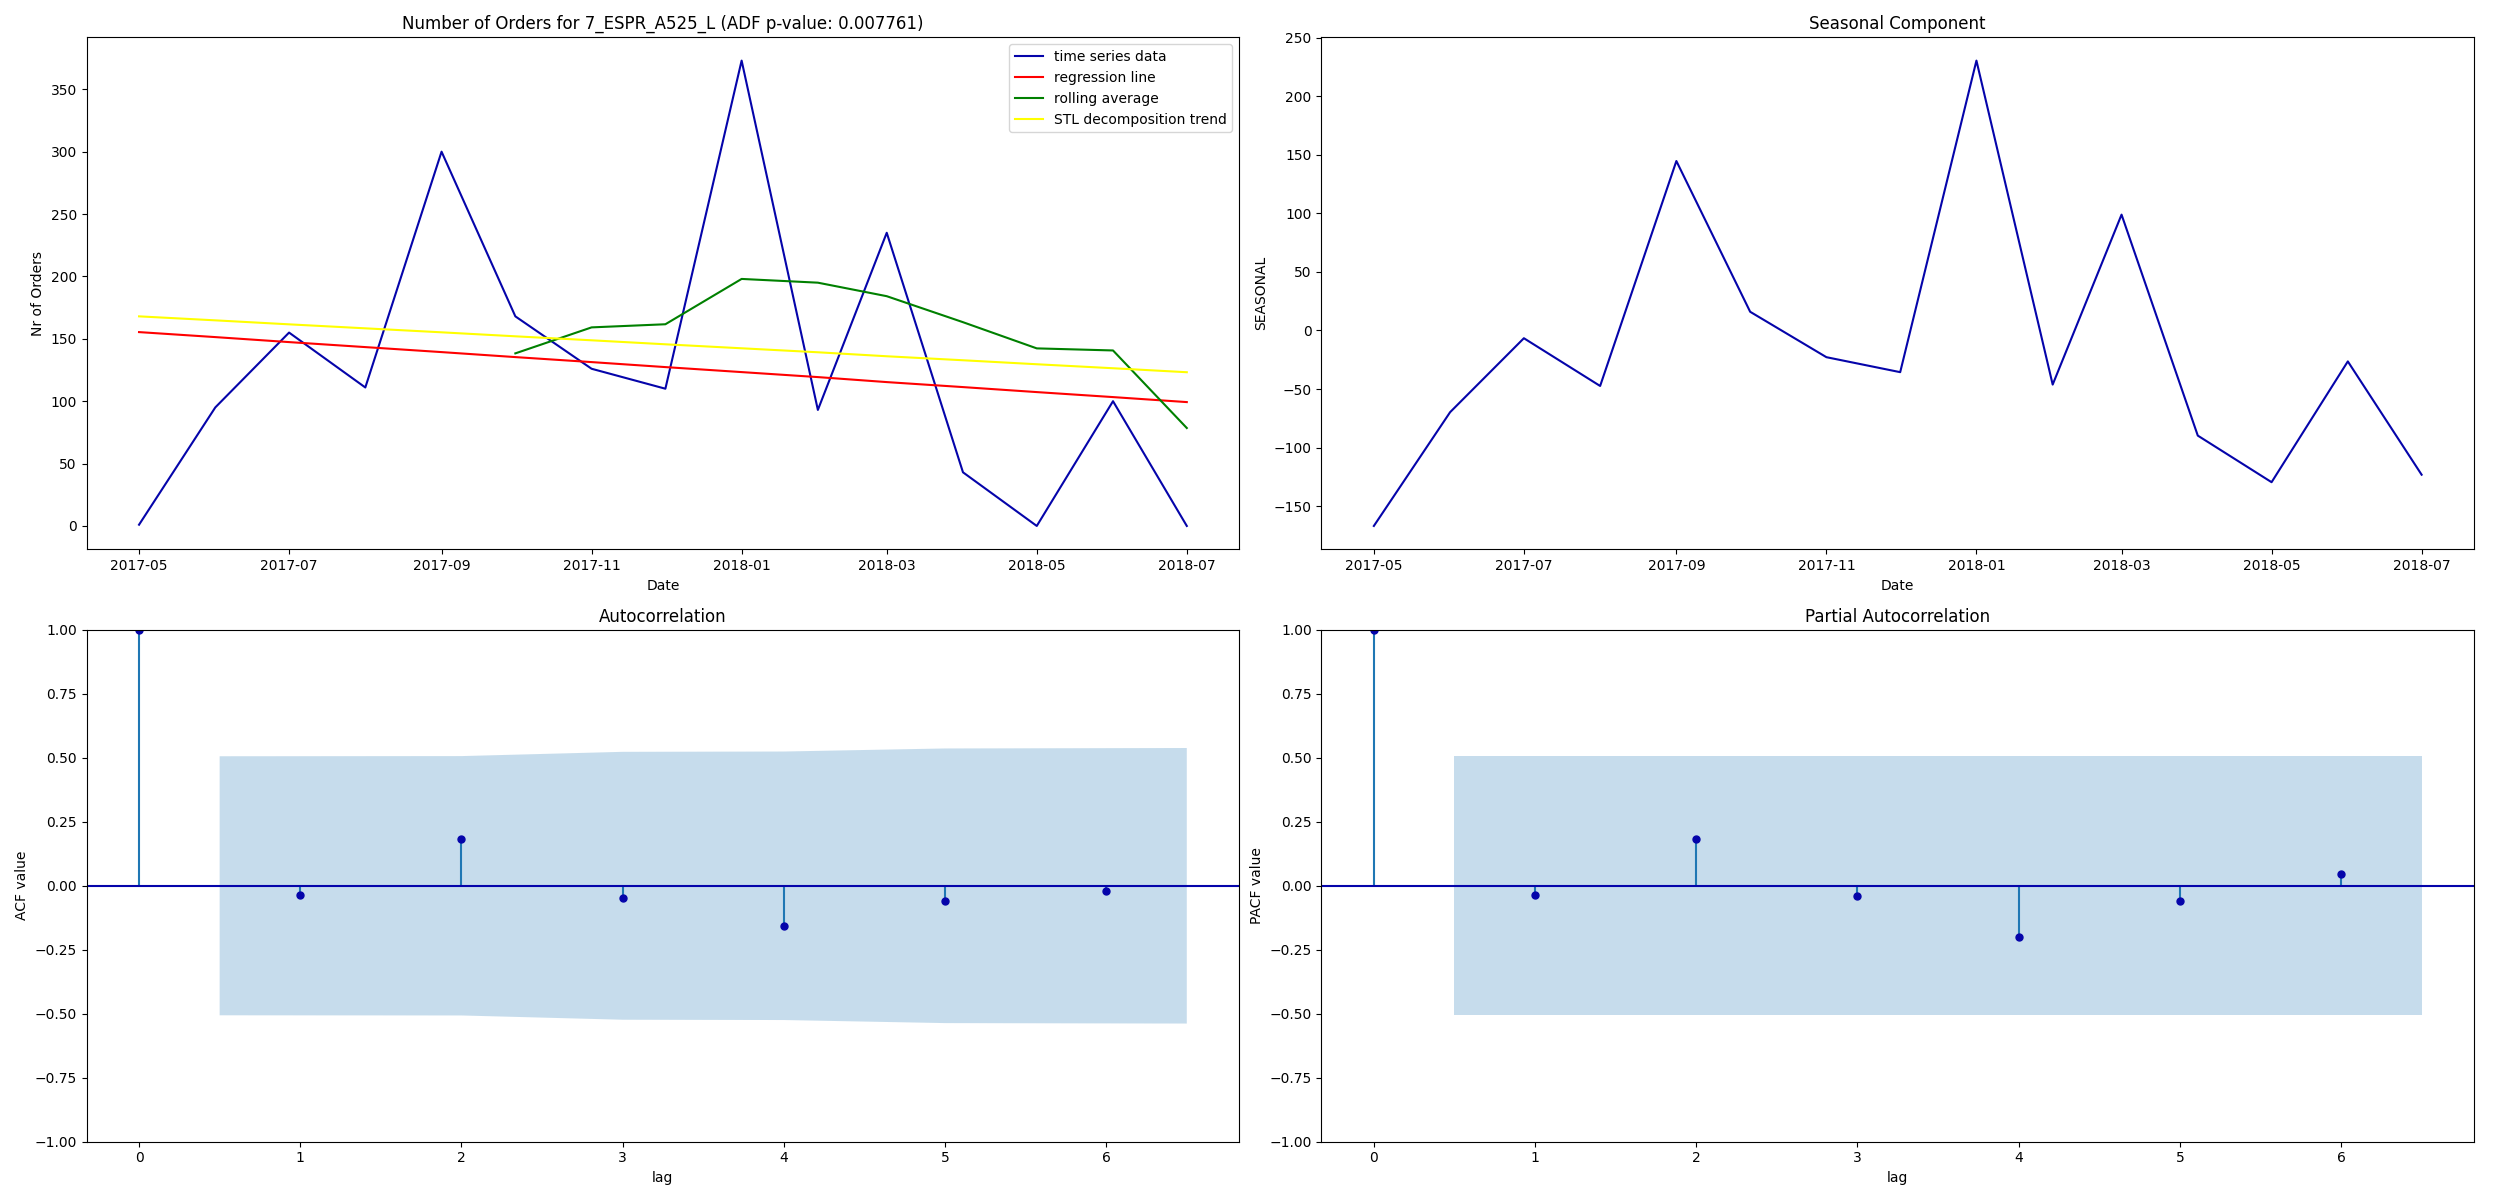 Number of Orders for 7_ESPR_A525_L (ADF p-value: 0.007761)
time series data
regression line
rolling average
STL decomposition trend
Nr of Orders
350
300
250
200
150
100
50
0
2017-05 2017-07 2017-09 2017-11 2018-01 2018-03 2018-05 2018-07
Date
Seasonal Component
SEASONAL
250
200
150
100
50
0
−50
−100
−150
2017-05 2017-07 2017-09 2017-11 2018-01 2018-03 2018-05 2018-07
Date
Autocorrelation
ACF value
1.00
0.75
0.50
0.25
0.00
−0.25
−0.50
−0.75
−1.00
0 1 2 3 4 5 6
lag
Partial Autocorrelation
PACF value
1.00
0.75
0.50
0.25
0.00
−0.25
−0.50
−0.75
−1.00
0 1 2 3 4 5 6
lag